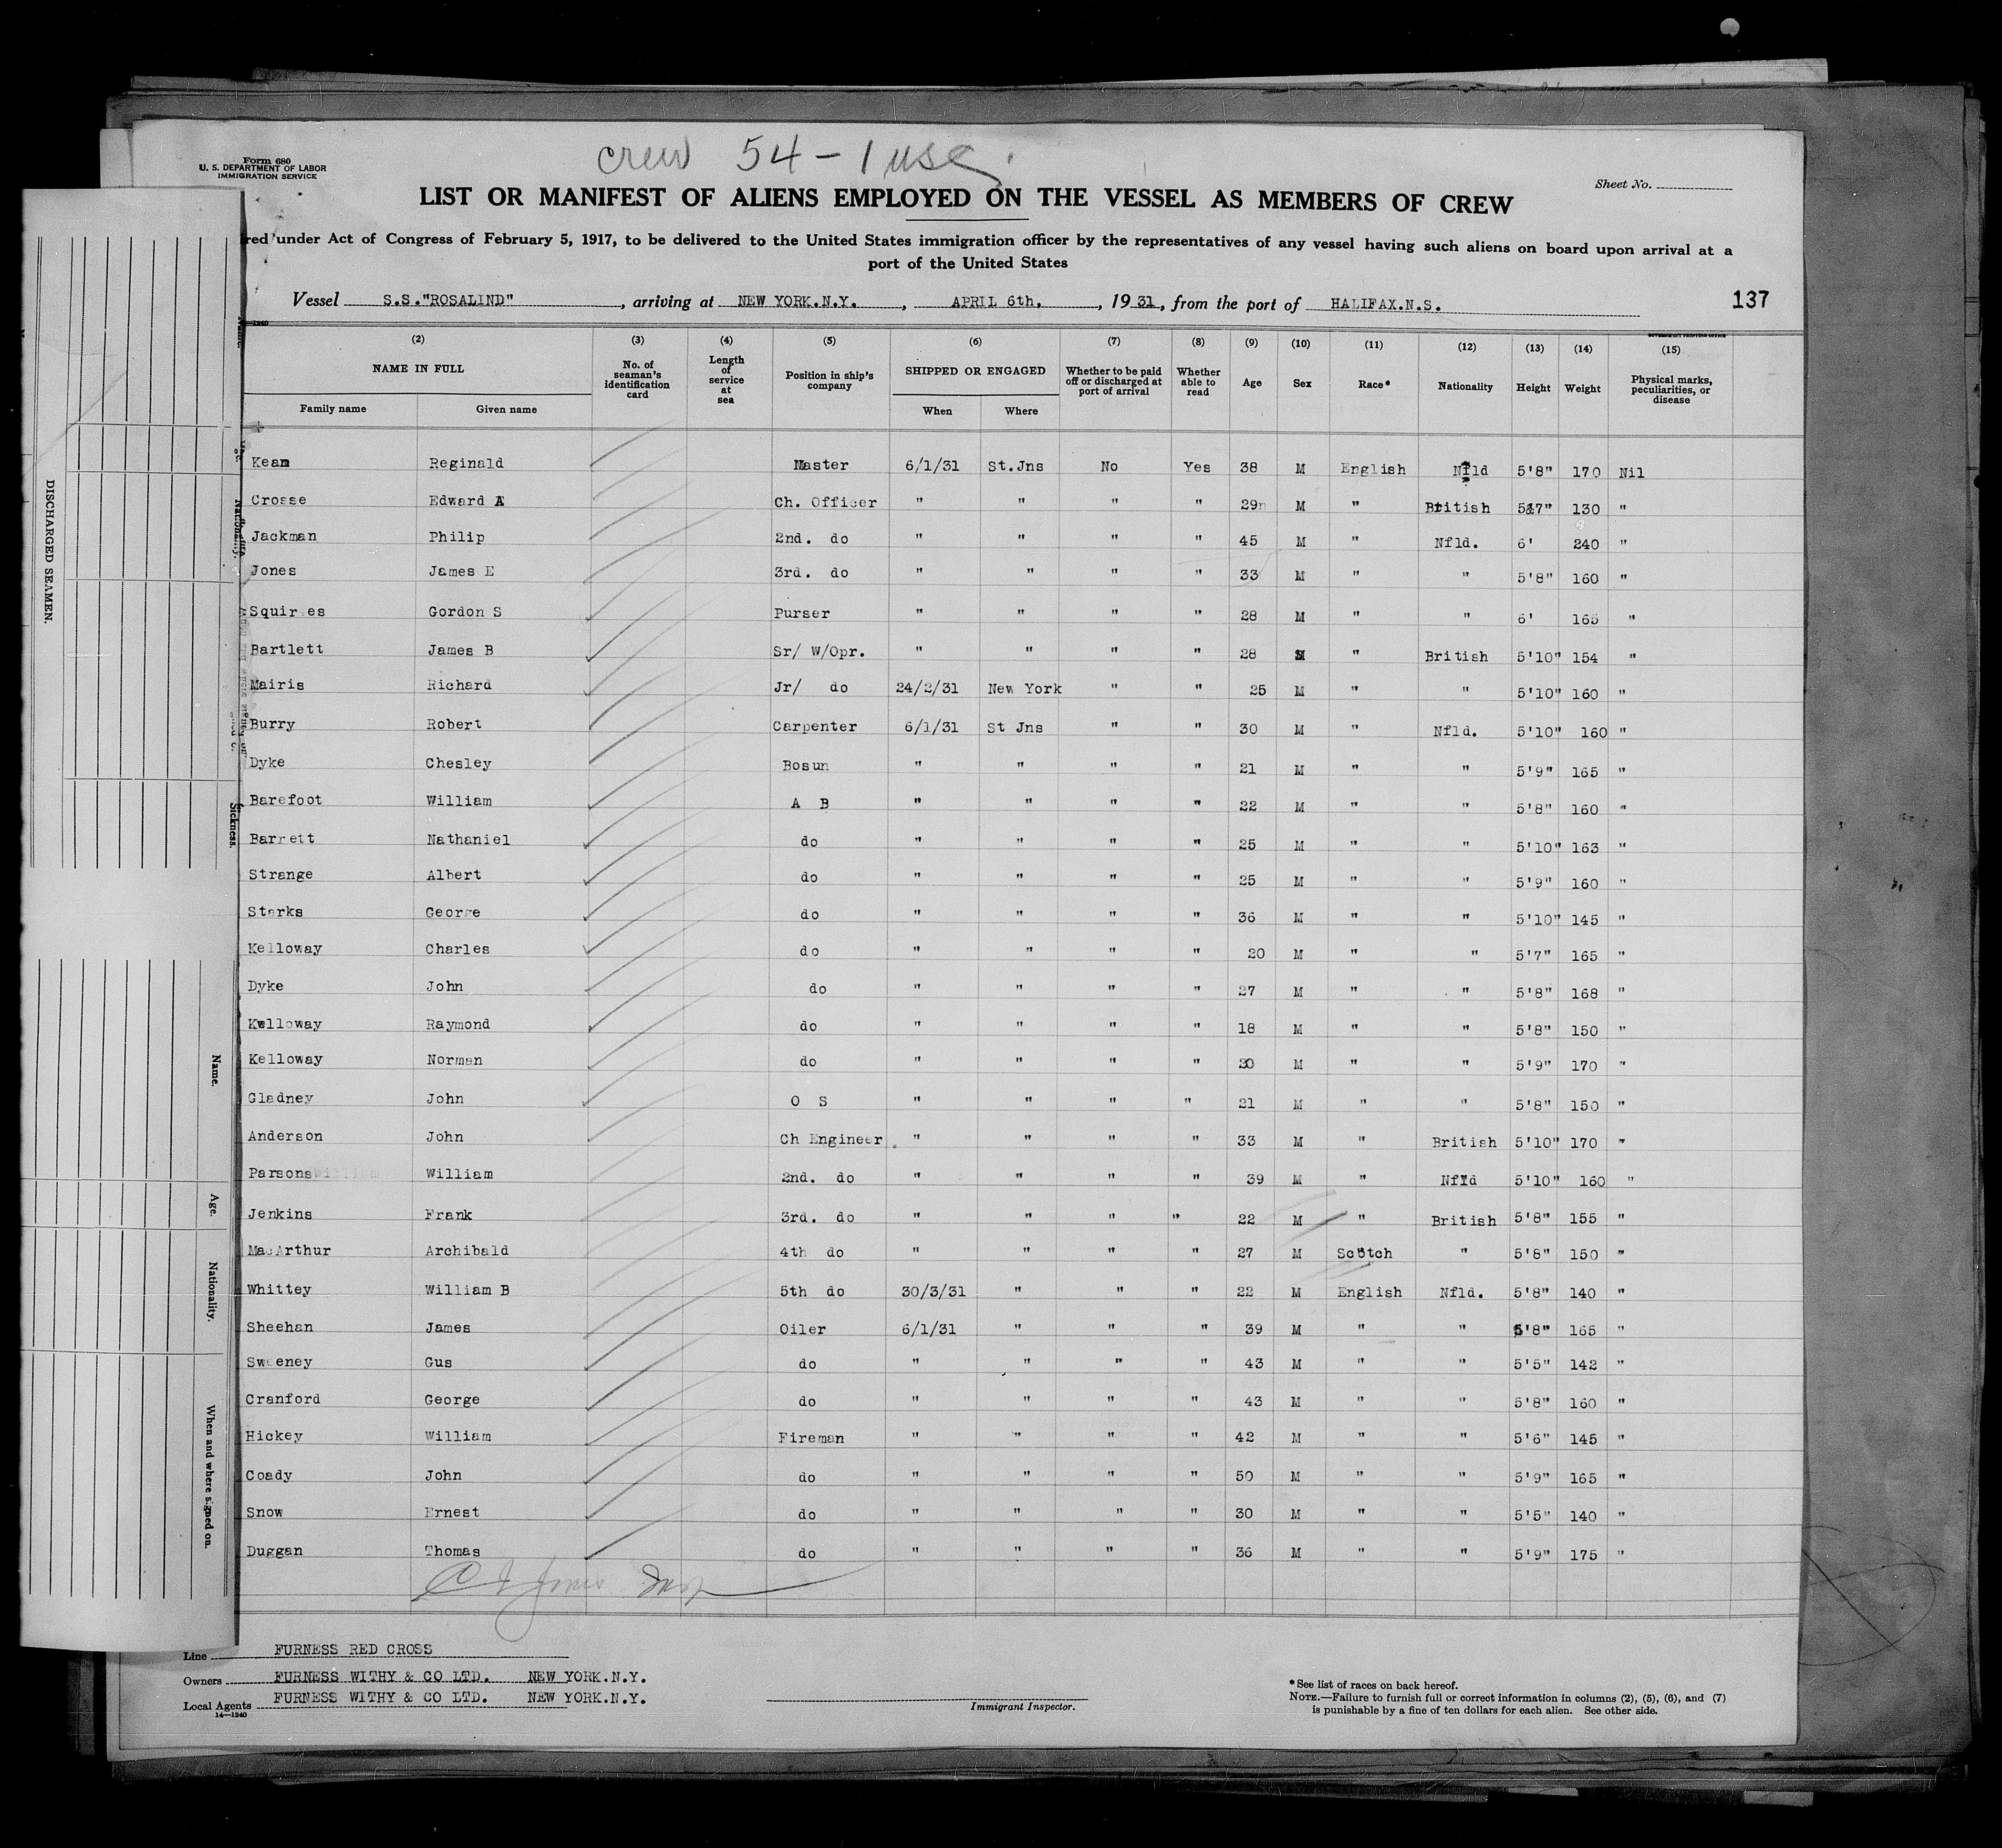 crew 54 - 1 USC
Form 680
U. S. DEPARTMENT OF LABOR
IMMIGRATION SERVICE
Sheet No.
LIST OR MANIFEST OF ALIENS EMPLOYED ON THE VESSEL AS MEMBERS OF CREW
red under Act of Congress of February 5, 1917, to be delivered to the United States immigration officer by the representatives of any vessel having such aliens on board upon arrival at a
port of the United States
Vessel S.S."ROSALIND", arriving at NEW YORK.N.Y., APRIL 6th, 1931, from the port of HALIFAX.N.S. 137
(2) (3) (4) (5) (6) (7) (8) (9) (10) (11) (12) (13) (14) (15)
NAME IN FULL No. of seaman's identification card Length of service at sea Position in ship's company SHIPPED OR ENGAGED Whether to be paid off or discharged at port of arrival Whether able to read Age Sex Race* Nationality Height Weight Physical marks, peculiarities, or disease
Family name Given name When Where
Kean Reginald Master 6/1/31 St.Jns No Yes 38 M English Nfld 5'8" 170 Nil
Crosse Edward A Ch. Officer " " " " 29 M " British 5'7" 130 "
Jackman Philip 2nd. do " " " " 45 M " Nfld. 6' 240 "
Jones James E 3rd. do " " " " 33 M " " 5'8" 160 "
Squires Gordon S Purser " " " " 28 M " " 6' 165 "
Bartlett James B Sr/ W/Opr. " " " " 28 M " British 5'10" 154 "
Mairis Richard Jr/ do 24/2/31 New York " " 25 M " " 5'10" 160 "
Burry Robert Carpenter 6/1/31 St Jns " " 30 M " Nfld. 5'10" 160 "
Dyke Chesley Bosun " " " " 21 M " " 5'9" 165 "
Barefoot William A B " " " " 22 M " " 5'8" 160 "
Barrett Nathaniel do " " " " 25 M " " 5'10" 163 "
Strange Albert do " " " " 25 M " " 5'9" 160 "
Sterks George do " " " " 36 M " " 5'10" 145 "
Kelloway Charles do " " " " 20 M " " 5'7" 165 "
Dyke John do " " " " 27 M " " 5'8" 168 "
Kelloway Raymond do " " " " 18 M " " 5'8" 150 "
Kelloway Norman do " " " " 20 M " " 5'9" 170 "
Gladney John O S " " " " 21 M " " 5'8" 150 "
Anderson John Ch Engineer. " " " " 33 M " British 5'10" 170 "
Parsons William 2nd. do " " " " 39 M " Nfld 5'10" 160 "
Jenkins Frank 3rd. do " " " " 22 M " British 5'8" 155 "
MacArthur Archibald 4th do " " " " 27 M Scotch " 5'8" 150 "
Whittey William B 5th do 30/3/31 " " " 22 M English Nfld. 5'8" 140 "
Sheehan James Oiler 6/1/31 " " " 39 M " " 5'8" 165 "
Sweeney Gus do " " " " 43 M " " 5'5" 142 "
Cranford George do " " " " 43 M " " 5'8" 160 "
Hickey William Fireman " " " " 42 M " " 5'6" 145 "
Coady John do " " " " 50 M " " 5'9" 165 "
Snow Ernest do " " " " 30 M " " 5'5" 140 "
Duggan Thomas do " " " " 36 M " " 5'9" 175 "
Line FURNESS RED CROSS
Owners FURNESS WITHY & CO LTD. NEW YORK.N.Y.
Local Agents FURNESS WITHY & CO LTD. NEW YORK.N.Y.
14—1240
Immigrant Inspector.
*See list of races on back hereof.
NOTE.—Failure to furnish full or correct information in columns (2), (5), (6), and (7)
is punishable by a fine of ten dollars for each alien. See other side.
DISCHARGED SEAMEN.
Sickness.
Name.
Age.
Nationality.
When and where signed on.